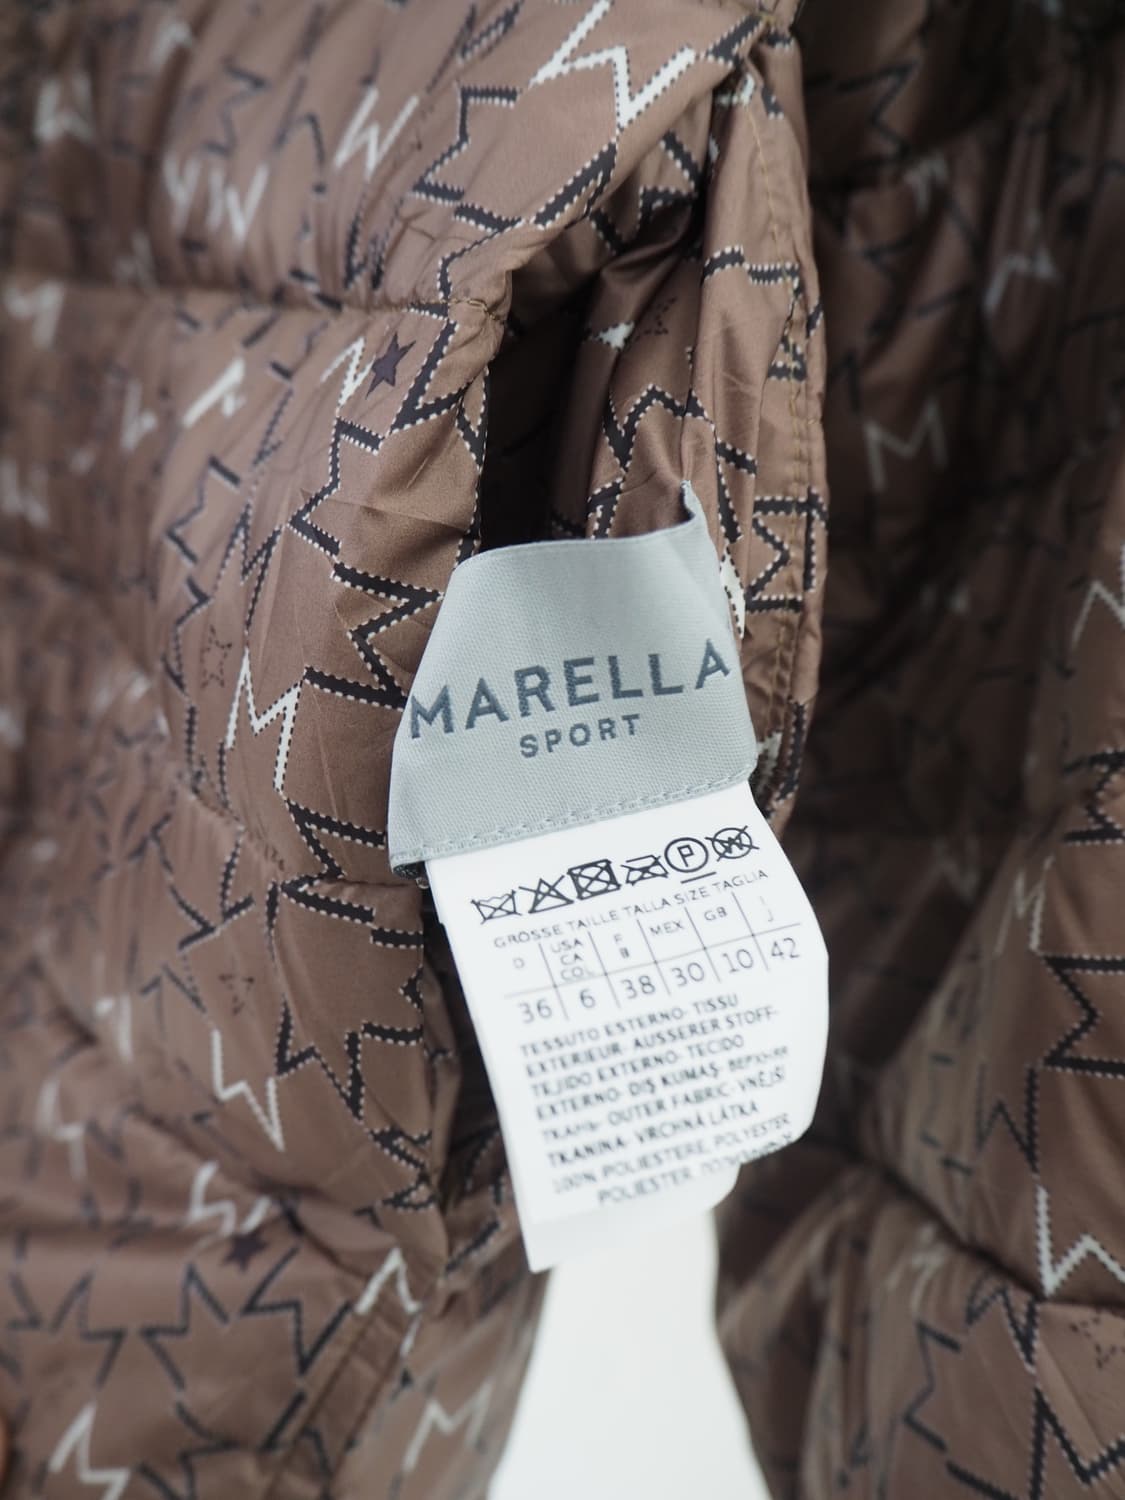 MARELLA
SPORT
P W
GRÖSSE TAILLE TALLA SIZE TAGLIA
D USA CA COL F B MEX GB I J
36 6 38 30 10 42
TESSUTO ESTERNO- TISSU
EXTERIEUR- AUSSERER STOFF-
TEJIDO EXTERNO- TECIDO
EXTERNO- DIŞ KUMAŞ-
OUTER FABRIC- VNĚJŠÍ
TKANINA- VRCHNÁ LÁTKA
100% POLIESTERE, POLYESTER
POLIESTER